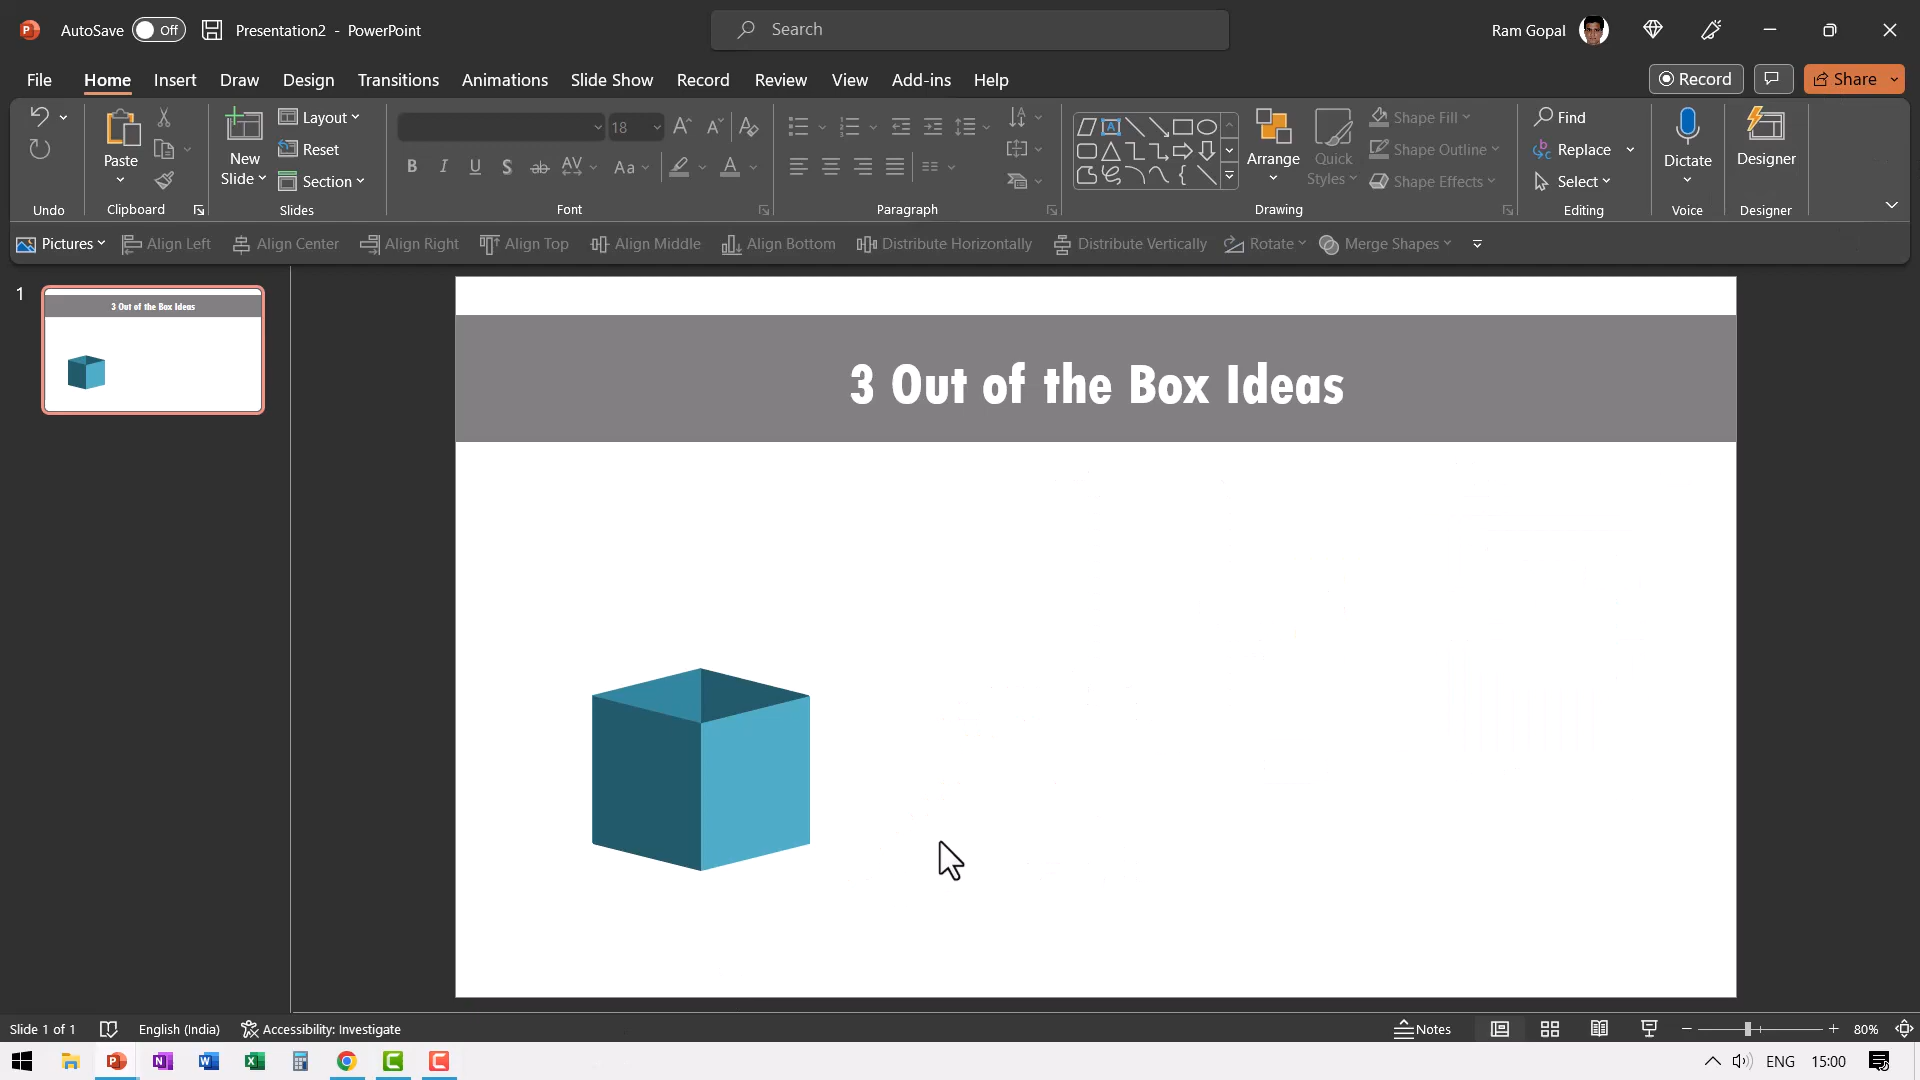 AutoSave Off Presentation2 - PowerPoint Search Ram Gopal
File Home Insert Draw Design Transitions Animations Slide Show Record Review View Add-ins Help Record Share
Undo
Paste
Clipboard
New
Slide
Layout
Reset
Section
Slides
18
B I U S ab AV Aa A
Font
Paragraph
Arrange
Quick
Styles
Shape Fill
Shape Outline
Shape Effects
Drawing
Find
Replace
Select
Editing
Dictate
Voice
Designer
Designer
Pictures Align Left Align Center Align Right Align Top Align Middle Align Bottom Distribute Horizontally Distribute Vertically Rotate Merge Shapes
1
3 Out of the Box Ideas
3 Out of the Box Ideas
Slide 1 of 1 English (India) Accessibility: Investigate Notes 80%
ENG 15:00